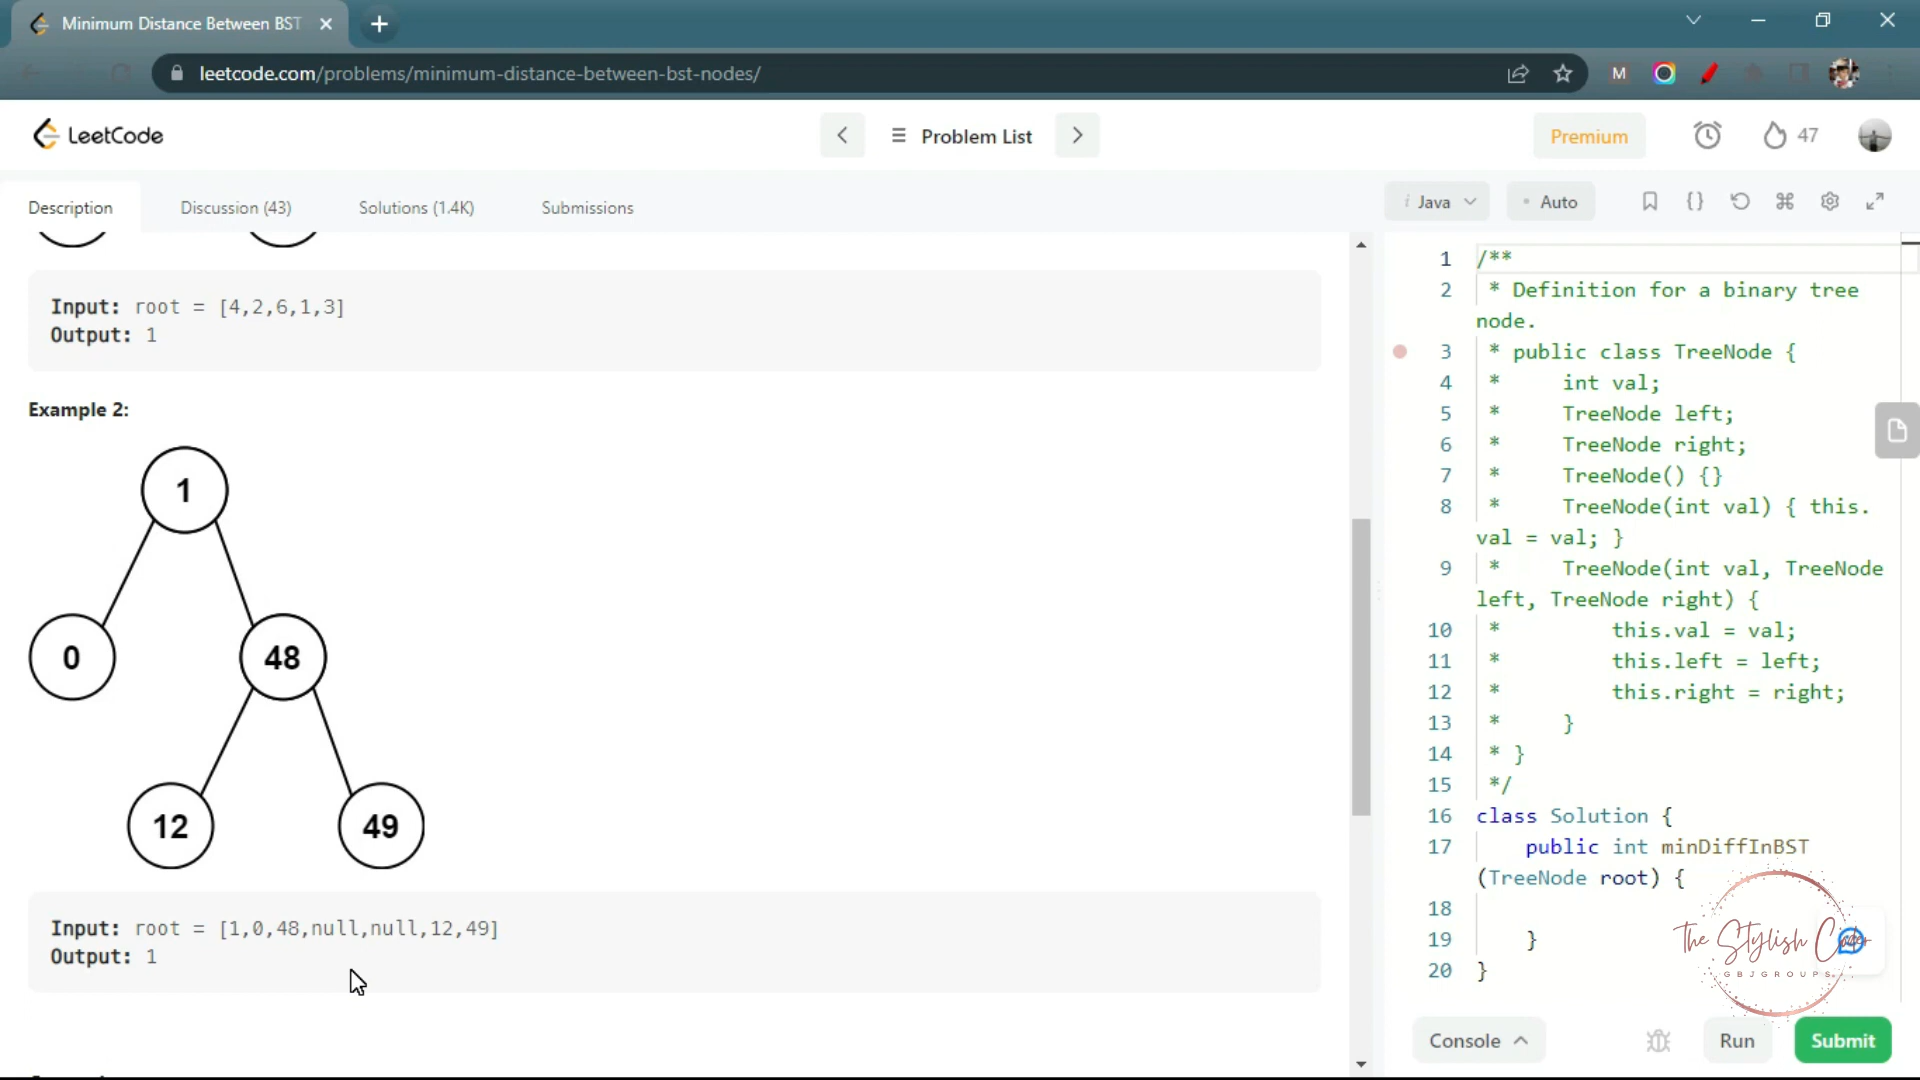 Minimum Distance Between BST
leetcode.com/problems/minimum-distance-between-bst-nodes/
M
LeetCode
Problem List
Premium
47
Description
Discussion (43)
Solutions (1.4K)
Submissions
i Java
Auto
Input: root = [4,2,6,1,3]
Output: 1
Example 2:
1
0
48
12
49
Input: root = [1,0,48,null,null,12,49]
Output: 1
1 /**
2 * Definition for a binary tree
node.
3 * public class TreeNode {
4 * int val;
5 * TreeNode left;
6 * TreeNode right;
7 * TreeNode() {}
8 * TreeNode(int val) { this.
val = val; }
9 * TreeNode(int val, TreeNode
left, TreeNode right) {
10 * this.val = val;
11 * this.left = left;
12 * this.right = right;
13 * }
14 * }
15 */
16 class Solution {
17 public int minDiffInBST
(TreeNode root) {
18
19 }
20 }
The Stylish Coder
GBJGROUPS
Console
Run
Submit